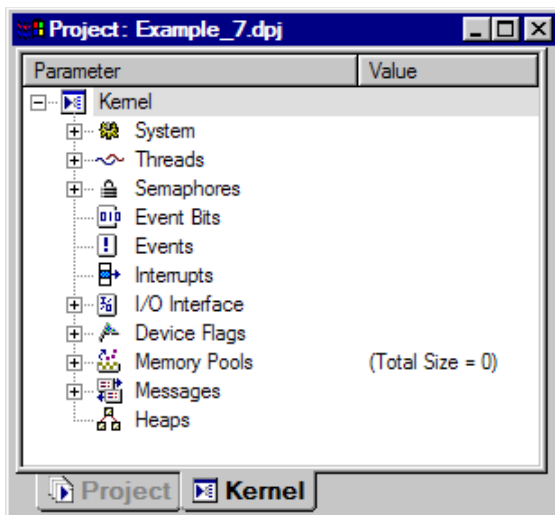 Project: Example_7.dpj
Parameter Value
Kernel
System
Threads
Semaphores
Event Bits
Events
Interrupts
I/O Interface
Device Flags
Memory Pools (Total Size = 0)
Messages
Heaps
Project Kernel